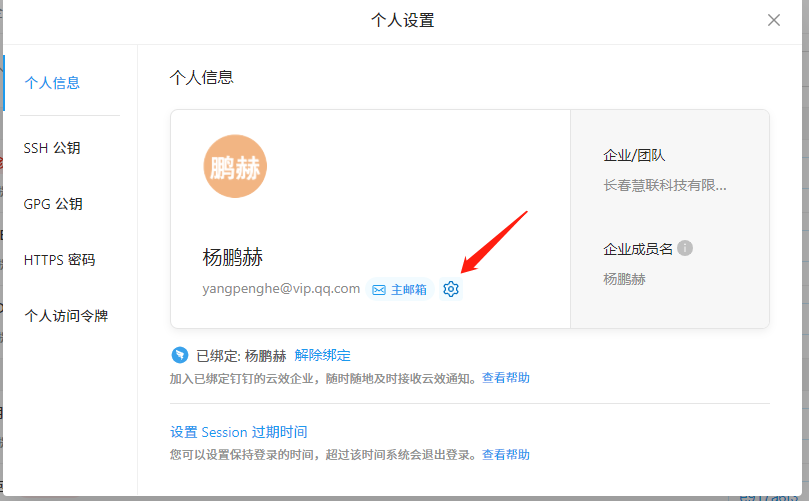 个人设置
个人信息
SSH 公钥
GPG 公钥
HTTPS 密码
个人访问令牌
个人信息
鹏赫
杨鹏赫
yangpenghe@vip.qq.com 主邮箱
企业/团队
长春慧联科技有限...
企业成员名
杨鹏赫
已绑定: 杨鹏赫 解除绑定
加入已绑定钉钉的云效企业，随时随地及时接收云效通知。查看帮助
设置 Session 过期时间
您可以设置保持登录的时间，超过该时间系统会退出登录。查看帮助